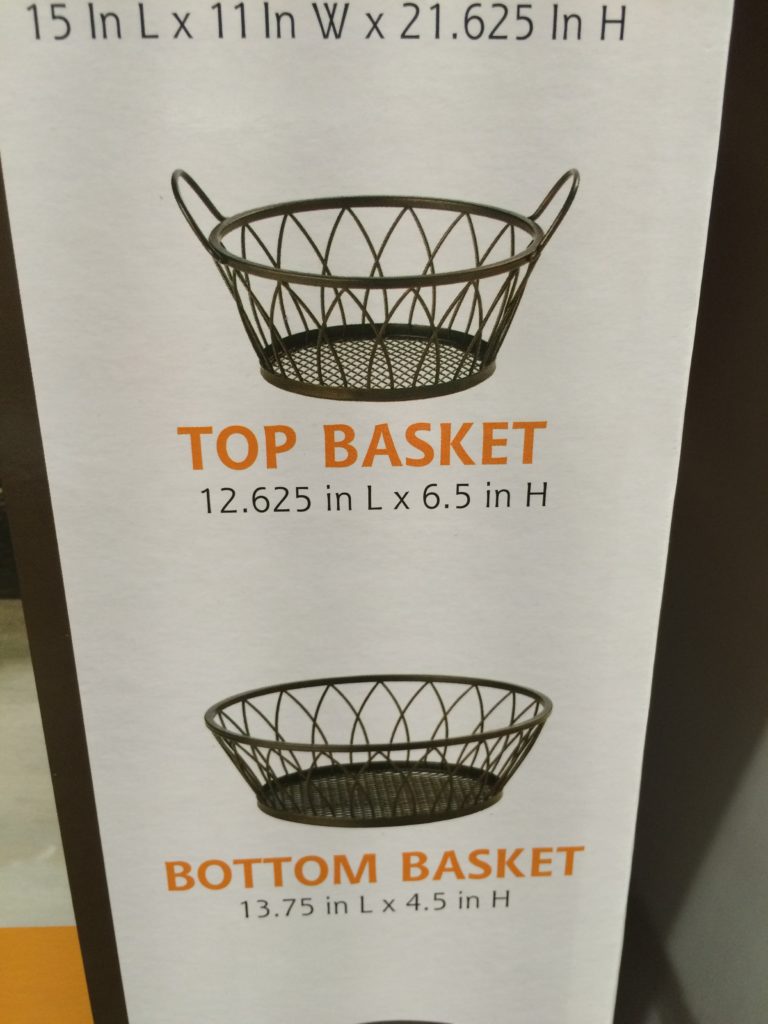 15 In L x 11 In W x 21.625 In H
TOP BASKET
12.625 in L x 6.5 in H
BOTTOM BASKET
13.75 in L x 4.5 in H